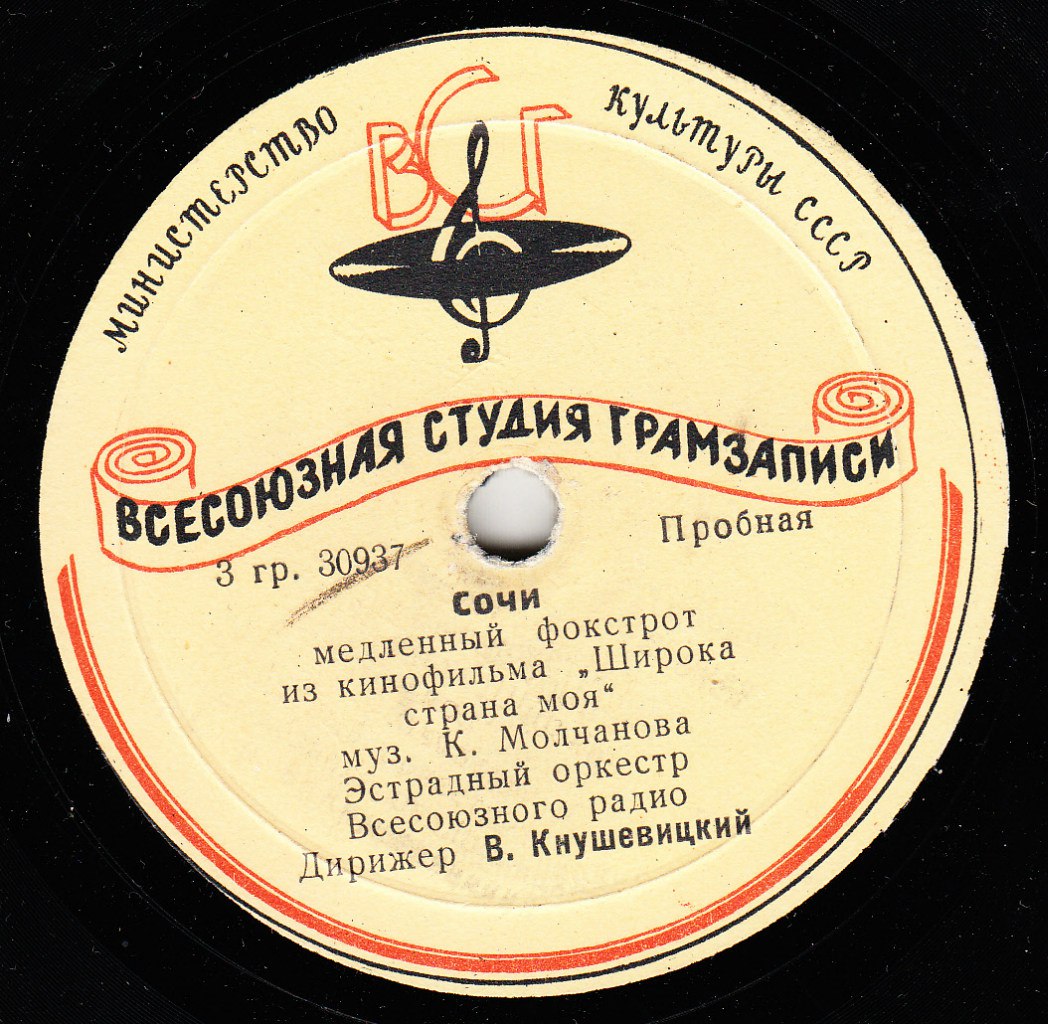 МИНИСТЕРСТВО КУЛЬТУРЫ СССР
ВСГ
ВСЕСОЮЗНАЯ СТУДИЯ ГРАМЗАПИСИ
3 гр. 30937
Пробная
СОЧИ
медленный фокстрот
из кинофильма „Широка
страна моя“
муз. К. Молчанова
Эстрадный оркестр
Всесоюзного радио
Дирижер В. Кнушевицкий